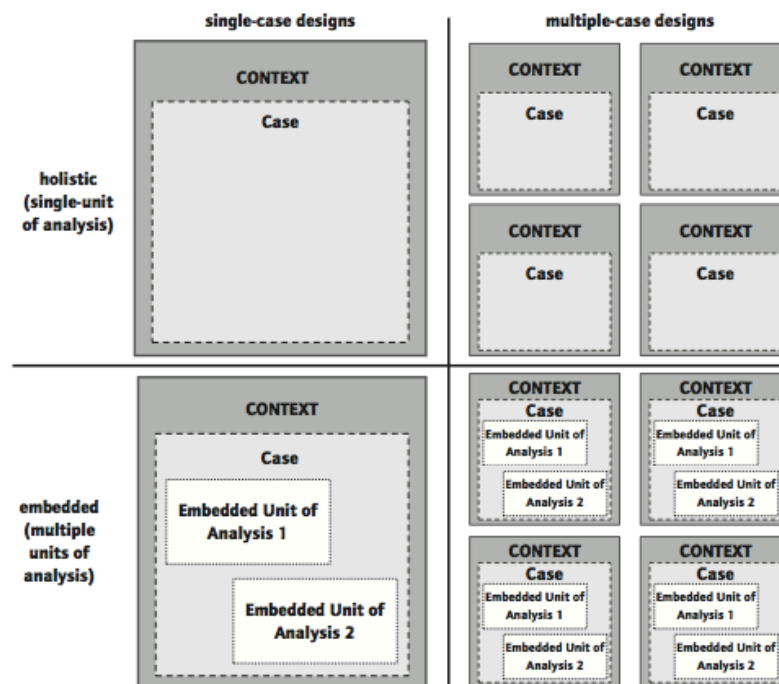 single-case designs
multiple-case designs
holistic
(single-unit
of analysis)
CONTEXT
Case
CONTEXT
Case
CONTEXT
Case
CONTEXT
Case
CONTEXT
Case
embedded
(multiple
units of
analysis)
CONTEXT
Case
Embedded Unit of
Analysis 1
Embedded Unit of
Analysis 2
CONTEXT
Case
Embedded Unit of
Analysis 1
Embedded Unit of
Analysis 2
CONTEXT
Case
Embedded Unit of
Analysis 1
Embedded Unit of
Analysis 2
CONTEXT
Case
Embedded Unit of
Analysis 1
Embedded Unit of
Analysis 2
CONTEXT
Case
Embedded Unit of
Analysis 1
Embedded Unit of
Analysis 2